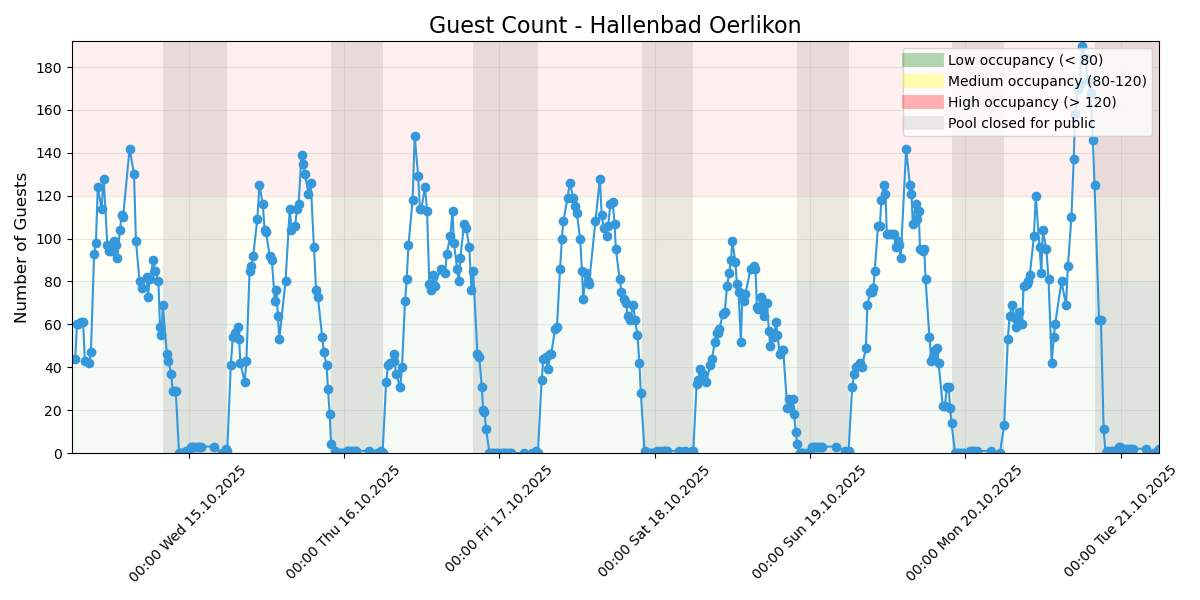 Guest Count - Hallenbad Oerlikon
Number of Guests
180
160
140
120
100
80
60
40
20
0
Low occupancy (< 80)
Medium occupancy (80-120)
High occupancy (> 120)
Pool closed for public
00:00 Wed 15.10.2025
00:00 Thu 16.10.2025
00:00 Fri 17.10.2025
00:00 Sat 18.10.2025
00:00 Sun 19.10.2025
00:00 Mon 20.10.2025
00:00 Tue 21.10.2025